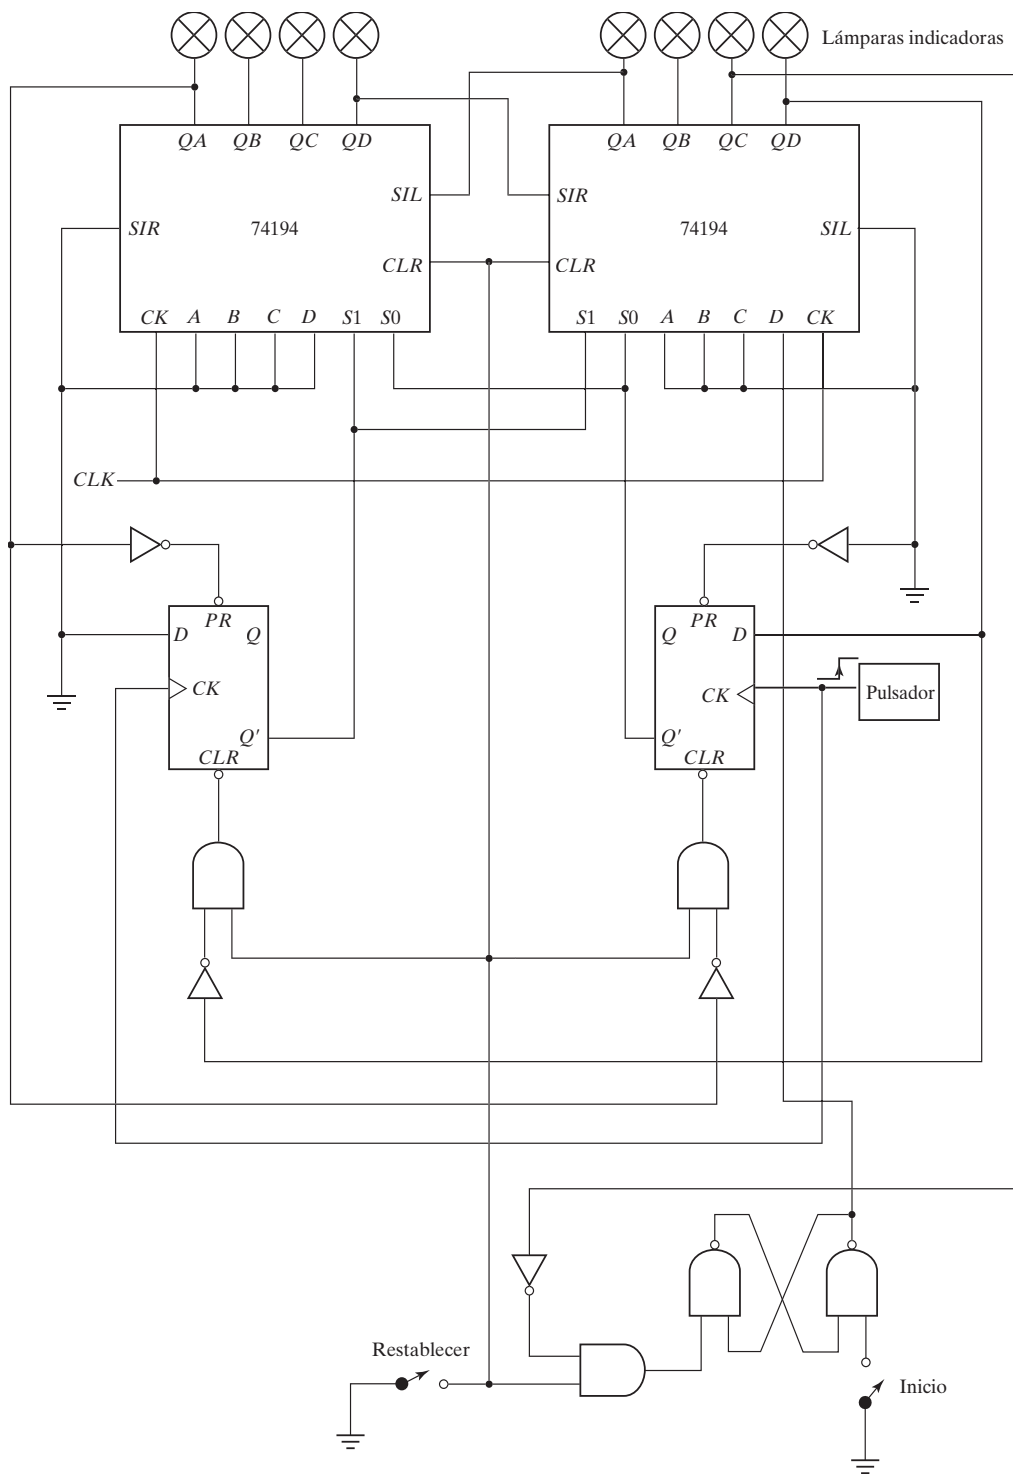 Lámparas indicadoras
QA QB QC QD
QA QB QC QD
SIL
SIR
SIR
74194
74194
SIL
CLR
CLR
CK A B C D S1 S0
S1 S0 A B C D CK
CLK
PR
PR
D Q
Q D
CK
CK
Pulsador
Q'
Q'
CLR
CLR
Restablecer
Inicio